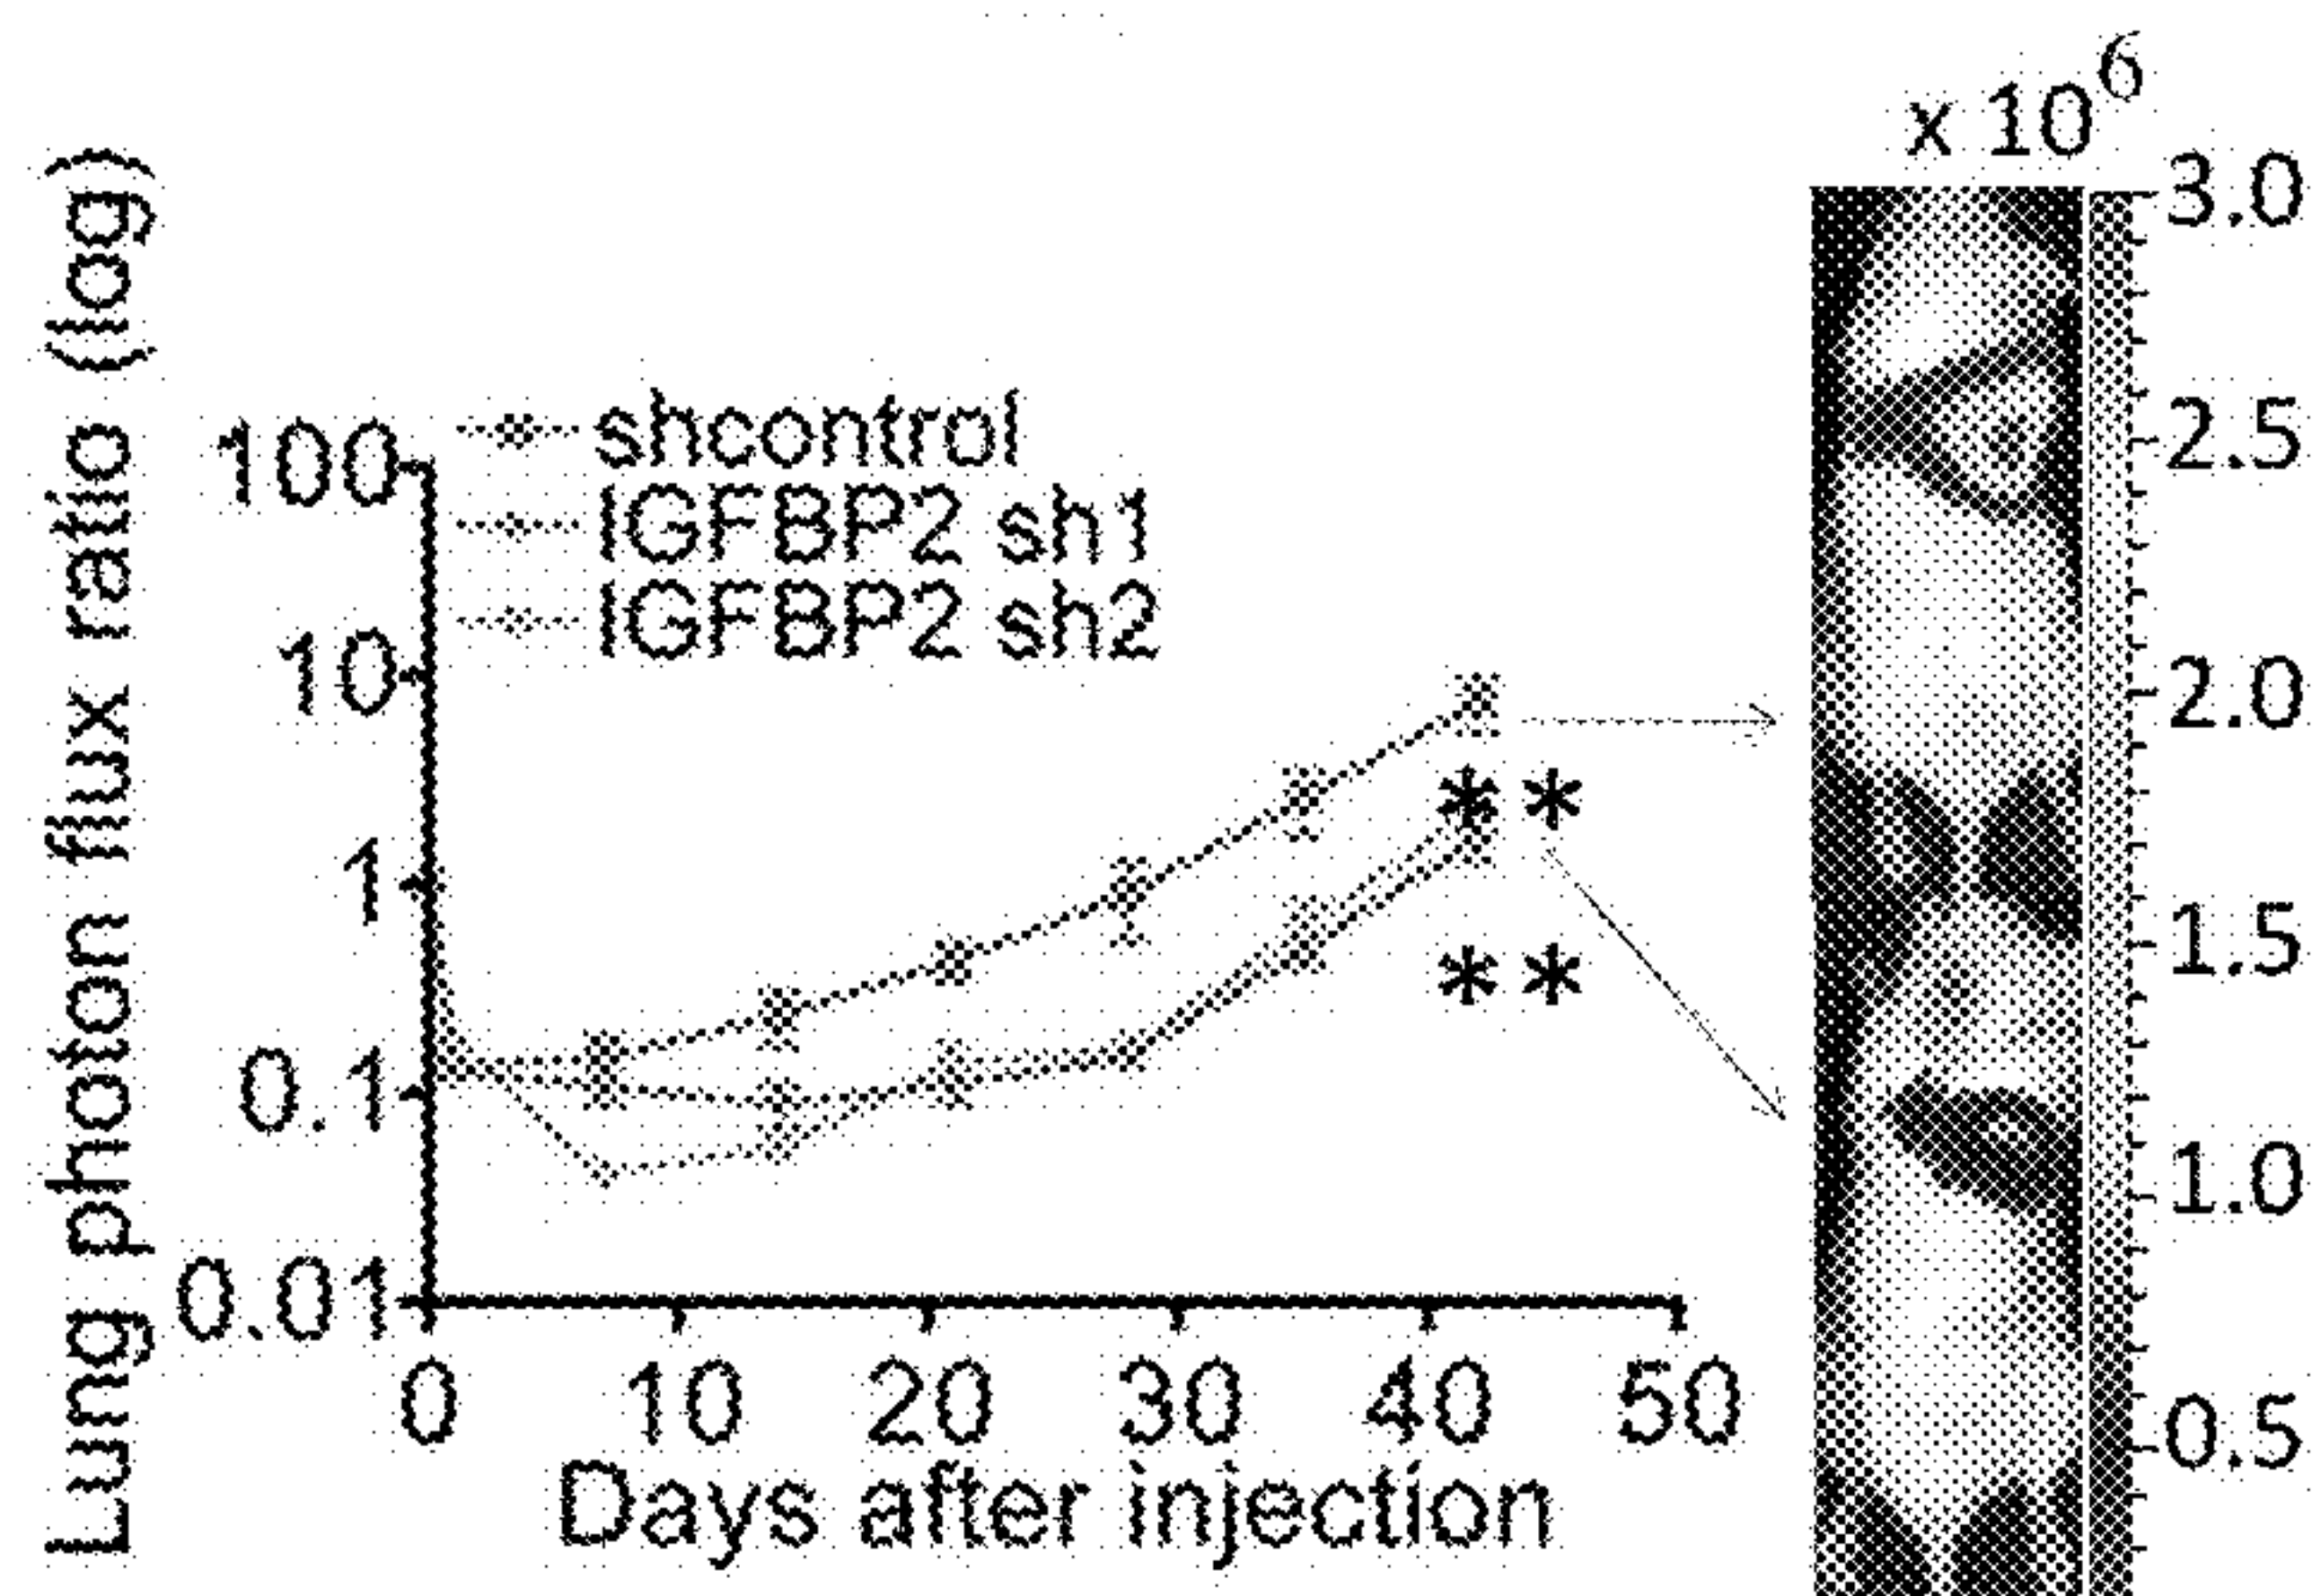 Lung photon flux ratio (log)
100
10
1
0.1
0.01
shcontrol
IGFBP2 sh1
IGFBP2 sh2
**
**
0 10 20 30 40 50
Days after injection
x 10⁶
3.0
2.5
2.0
1.5
1.0
0.5